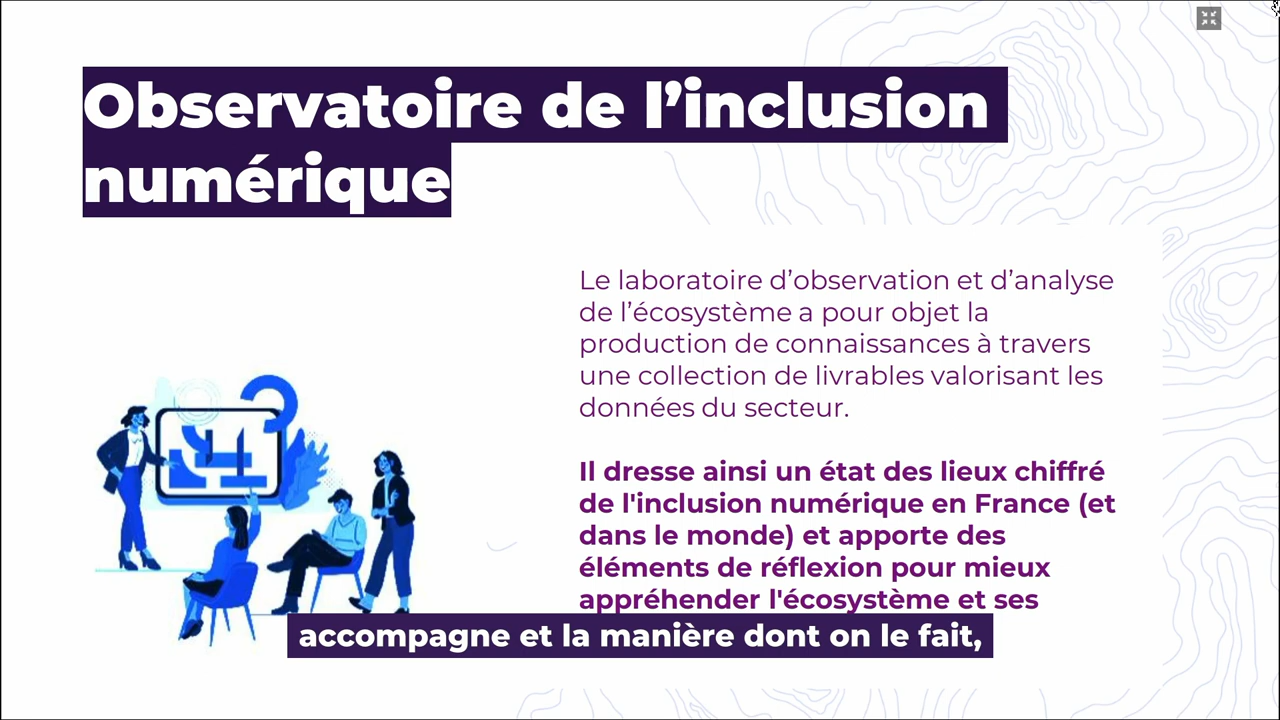 Observatoire de l’inclusion
numérique
Le laboratoire d’observation et d’analyse
de l’écosystème a pour objet la
production de connaissances à travers
une collection de livrables valorisant les
données du secteur.
Il dresse ainsi un état des lieux chiffré
de l'inclusion numérique en France (et
dans le monde) et apporte des
éléments de réflexion pour mieux
appréhender l'écosystème et ses
accompagne et la manière dont on le fait,